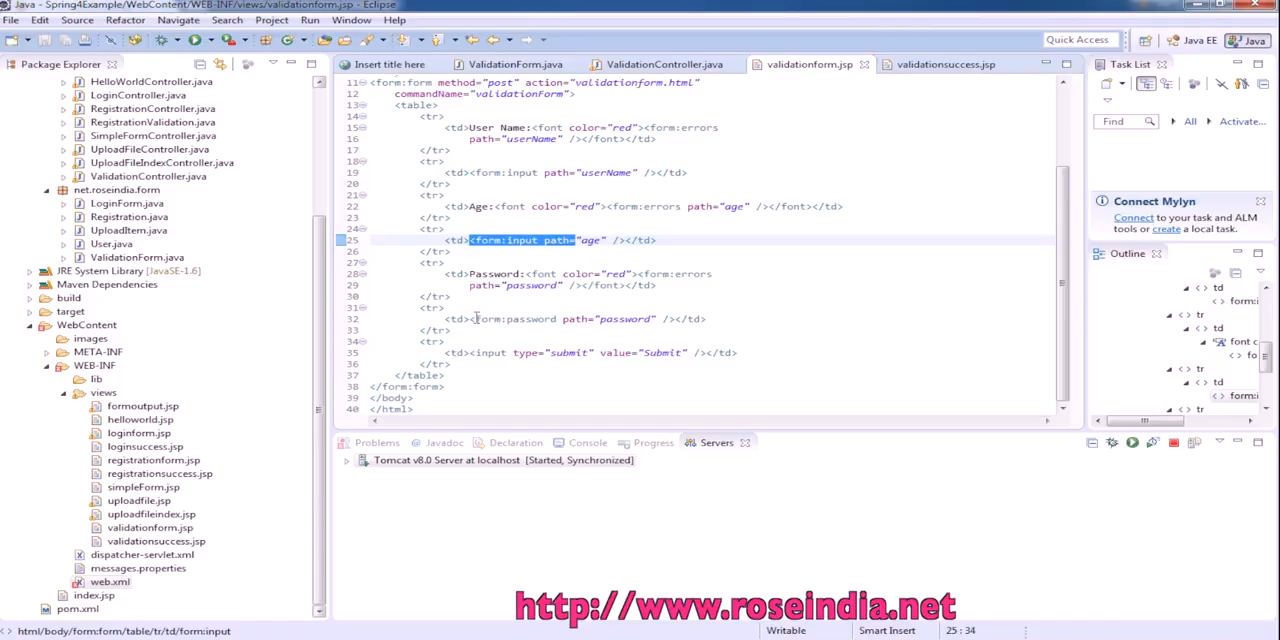 Java - Spring4Example/WebContent/WEB-INF/views/validationform.jsp - Eclipse
File Edit Source Refactor Navigate Search Project Run Window Help
Quick Access Java EE Java
Package Explorer
HelloWorldController.java
LoginController.java
RegistrationController.java
RegistrationValidation.java
SimpleFormController.java
UploadFileController.java
UploadFileIndexController.java
ValidationController.java
net.roseindia.form
LoginForm.java
Registration.java
UploadItem.java
User.java
ValidationForm.java
JRE System Library [JavaSE-1.6]
Maven Dependencies
build
target
WebContent
images
META-INF
WEB-INF
lib
views
formoutput.jsp
helloworld.jsp
loginform.jsp
loginsuccess.jsp
registrationform.jsp
registrationsuccess.jsp
simpleForm.jsp
uploadfile.jsp
uploadfileindex.jsp
validationform.jsp
validationsuccess.jsp
dispatcher-servlet.xml
messages.properties
web.xml
index.jsp
pom.xml
Insert title here ValidationForm.java ValidationController.java validationform.jsp validationsuccess.jsp
11 <form:form method="post" action="validationform.html"
12 commandName="validationForm">
13 <table>
14 <tr>
15 <td>User Name:<font color="red"><form:errors
16 path="userName" /></font></td>
17 </tr>
18 <tr>
19 <td><form:input path="userName" /></td>
20 </tr>
21 <tr>
22 <td>Age:<font color="red"><form:errors path="age" /></font></td>
23 </tr>
24 <tr>
25 <td><form:input path="age" /></td>
26 </tr>
27 <tr>
28 <td>Password:<font color="red"><form:errors
29 path="password" /></font></td>
30 </tr>
31 <tr>
32 <td><form:password path="password" /></td>
33 </tr>
34 <tr>
35 <td><input type="submit" value="Submit" /></td>
36 </tr>
37 </table>
38 </form:form>
39 </body>
40 </html>
Problems Javadoc Declaration Console Progress Servers
Tomcat v8.0 Server at localhost [Started, Synchronized]
Task List
Find All Activate...
Connect Mylyn
Connect to your task and ALM
tools or create a local task.
Outline
td
form:i
tr
td
font c
fo
tr
td
form:i
tr
http://www.roseindia.net
html/body/form:form/table/tr/td/form:input Writable Smart Insert 25 : 34